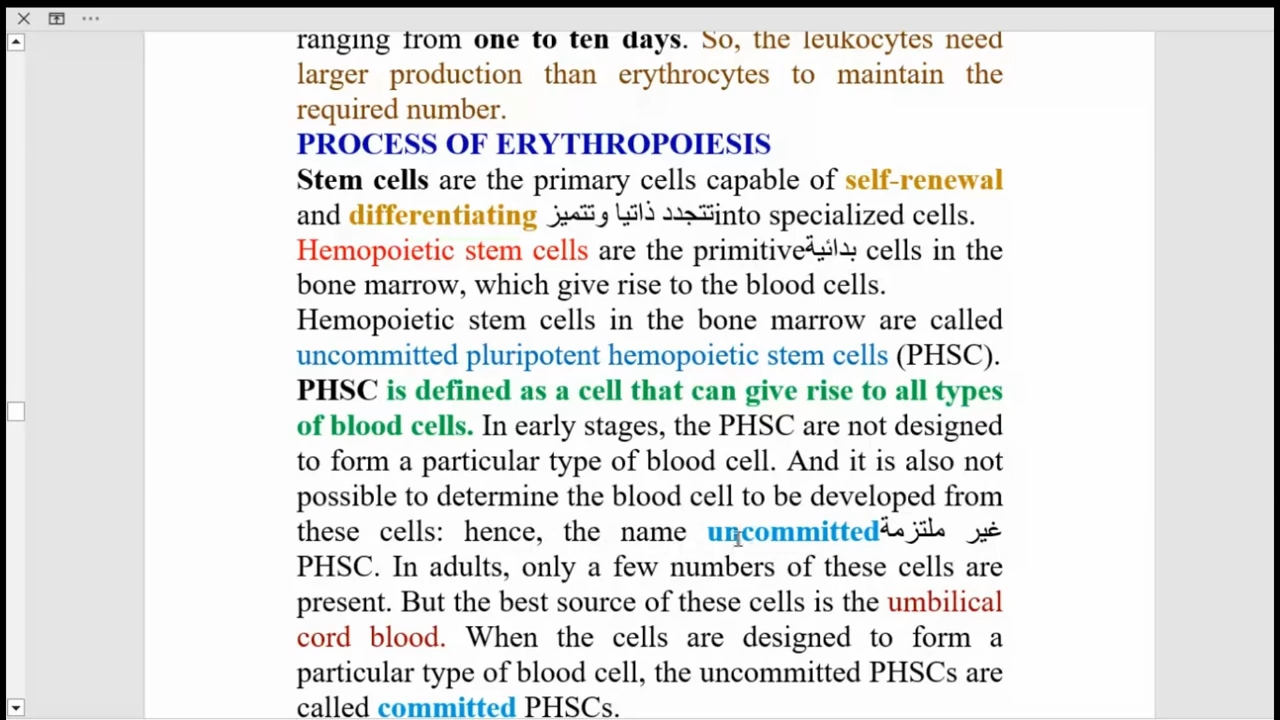 ranging from one to ten days. So, the leukocytes need
larger production than erythrocytes to maintain the
required number.
PROCESS OF ERYTHROPOIESIS
Stem cells are the primary cells capable of self-renewal
and differentiating تتجدد ذاتيا وتتميز into specialized cells.
Hemopoietic stem cells are the primitive بدائية cells in the
bone marrow, which give rise to the blood cells.
Hemopoietic stem cells in the bone marrow are called
uncommitted pluripotent hemopoietic stem cells (PHSC).
PHSC is defined as a cell that can give rise to all types
of blood cells. In early stages, the PHSC are not designed
to form a particular type of blood cell. And it is also not
possible to determine the blood cell to be developed from
these cells: hence, the name uncommitted غير ملتزمة
PHSC. In adults, only a few numbers of these cells are
present. But the best source of these cells is the umbilical
cord blood. When the cells are designed to form a
particular type of blood cell, the uncommitted PHSCs are
called committed PHSCs.